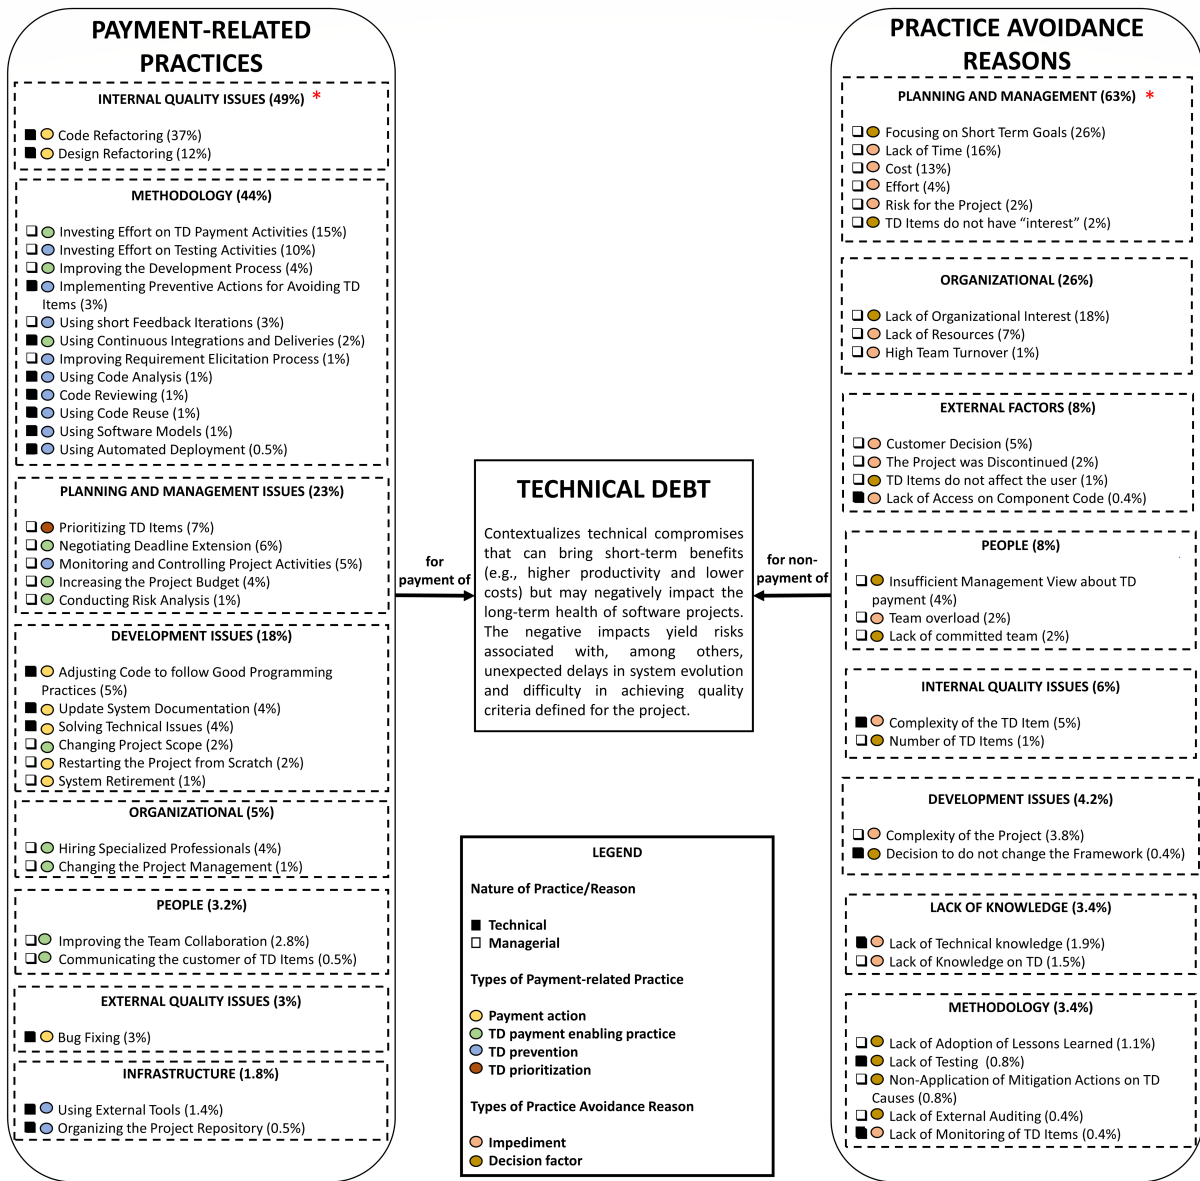 PAYMENT-RELATED
PRACTICES
INTERNAL QUALITY ISSUES (49%) *
Code Refactoring (37%)
Design Refactoring (12%)
METHODOLOGY (44%)
Investing Effort on TD Payment Activities (15%)
Investing Effort on Testing Activities (10%)
Improving the Development Process (4%)
Implementing Preventive Actions for Avoiding TD
Items (3%)
Using short Feedback Iterations (3%)
Using Continuous Integrations and Deliveries (2%)
Improving Requirement Elicitation Process (1%)
Using Code Analysis (1%)
Code Reviewing (1%)
Using Code Reuse (1%)
Using Software Models (1%)
Using Automated Deployment (0.5%)
PLANNING AND MANAGEMENT ISSUES (23%)
Prioritizing TD Items (7%)
Negotiating Deadline Extension (6%)
Monitoring and Controlling Project Activities (5%)
Increasing the Project Budget (4%)
Conducting Risk Analysis (1%)
DEVELOPMENT ISSUES (18%)
Adjusting Code to follow Good Programming
Practices (5%)
Update System Documentation (4%)
Solving Technical Issues (4%)
Changing Project Scope (2%)
Restarting the Project from Scratch (2%)
System Retirement (1%)
ORGANIZATIONAL (5%)
Hiring Specialized Professionals (4%)
Changing the Project Management (1%)
PEOPLE (3.2%)
Improving the Team Collaboration (2.8%)
Communicating the customer of TD Items (0.5%)
EXTERNAL QUALITY ISSUES (3%)
Bug Fixing (3%)
INFRASTRUCTURE (1.8%)
Using External Tools (1.4%)
Organizing the Project Repository (0.5%)
for
payment of
TECHNICAL DEBT
Contextualizes technical compromises
that can bring short-term benefits
(e.g., higher productivity and lower
costs) but may negatively impact the
long-term health of software projects.
The negative impacts yield risks
associated with, among others,
unexpected delays in system evolution
and difficulty in achieving quality
criteria defined for the project.
for non-
payment of
LEGEND
Nature of Practice/Reason
Technical
Managerial
Types of Payment-related Practice
Payment action
TD payment enabling practice
TD prevention
TD prioritization
Types of Practice Avoidance Reason
Impediment
Decision factor
PRACTICE AVOIDANCE
REASONS
PLANNING AND MANAGEMENT (63%) *
Focusing on Short Term Goals (26%)
Lack of Time (16%)
Cost (13%)
Effort (4%)
Risk for the Project (2%)
TD Items do not have “interest” (2%)
ORGANIZATIONAL (26%)
Lack of Organizational Interest (18%)
Lack of Resources (7%)
High Team Turnover (1%)
EXTERNAL FACTORS (8%)
Customer Decision (5%)
The Project was Discontinued (2%)
TD Items do not affect the user (1%)
Lack of Access on Component Code (0.4%)
PEOPLE (8%)
Insufficient Management View about TD
payment (4%)
Team overload (2%)
Lack of committed team (2%)
INTERNAL QUALITY ISSUES (6%)
Complexity of the TD Item (5%)
Number of TD Items (1%)
DEVELOPMENT ISSUES (4.2%)
Complexity of the Project (3.8%)
Decision to do not change the Framework (0.4%)
LACK OF KNOWLEDGE (3.4%)
Lack of Technical knowledge (1.9%)
Lack of Knowledge on TD (1.5%)
METHODOLOGY (3.4%)
Lack of Adoption of Lessons Learned (1.1%)
Lack of Testing (0.8%)
Non-Application of Mitigation Actions on TD
Causes (0.8%)
Lack of External Auditing (0.4%)
Lack of Monitoring of TD Items (0.4%)